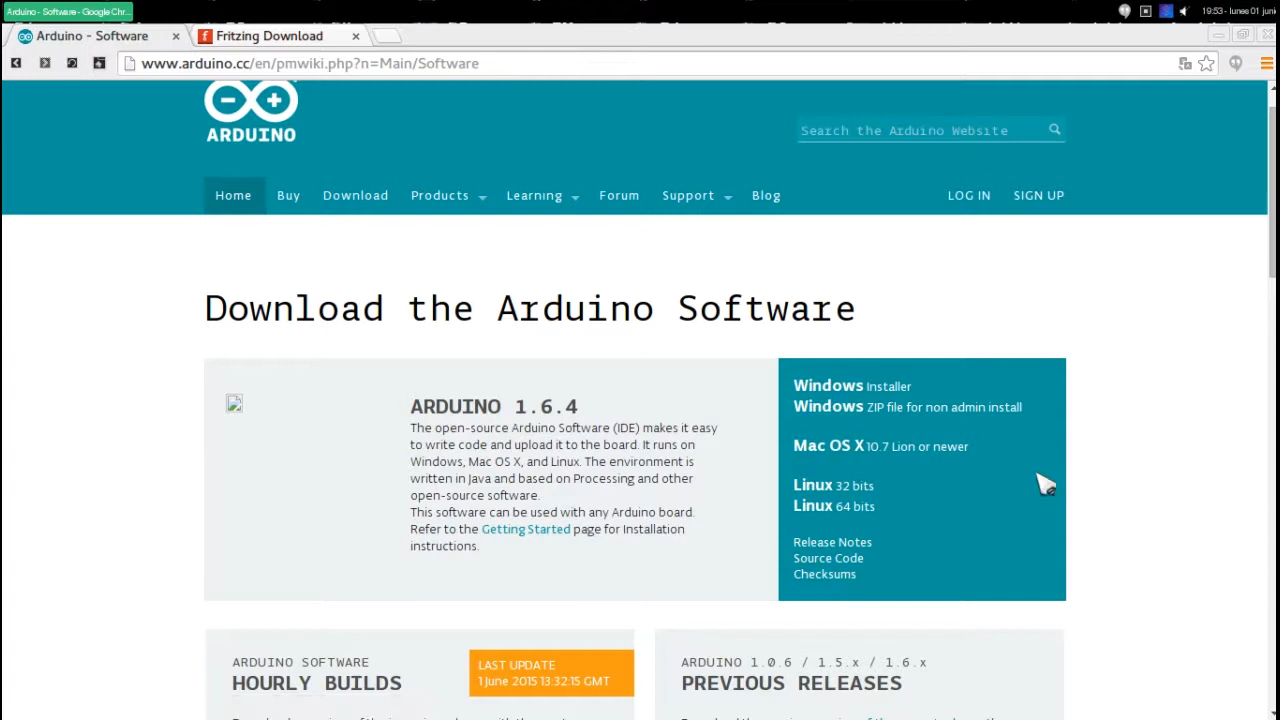 Arduino - Software - Google Chr...
19:53 - lunes 01 juni
Arduino - Software
Fritzing Download
www.arduino.cc/en/pmwiki.php?n=Main/Software
ARDUINO
Search the Arduino Website
Home Buy Download Products Learning Forum Support Blog LOG IN SIGN UP
Download the Arduino Software
ARDUINO 1.6.4
The open-source Arduino Software (IDE) makes it easy
to write code and upload it to the board. It runs on
Windows, Mac OS X, and Linux. The environment is
written in Java and based on Processing and other
open-source software.
This software can be used with any Arduino board.
Refer to the Getting Started page for Installation
instructions.
Windows Installer
Windows ZIP file for non admin install
Mac OS X 10.7 Lion or newer
Linux 32 bits
Linux 64 bits
Release Notes
Source Code
Checksums
ARDUINO SOFTWARE
HOURLY BUILDS
LAST UPDATE
1 June 2015 13:32:15 GMT
ARDUINO 1.0.6 / 1.5.x / 1.6.x
PREVIOUS RELEASES